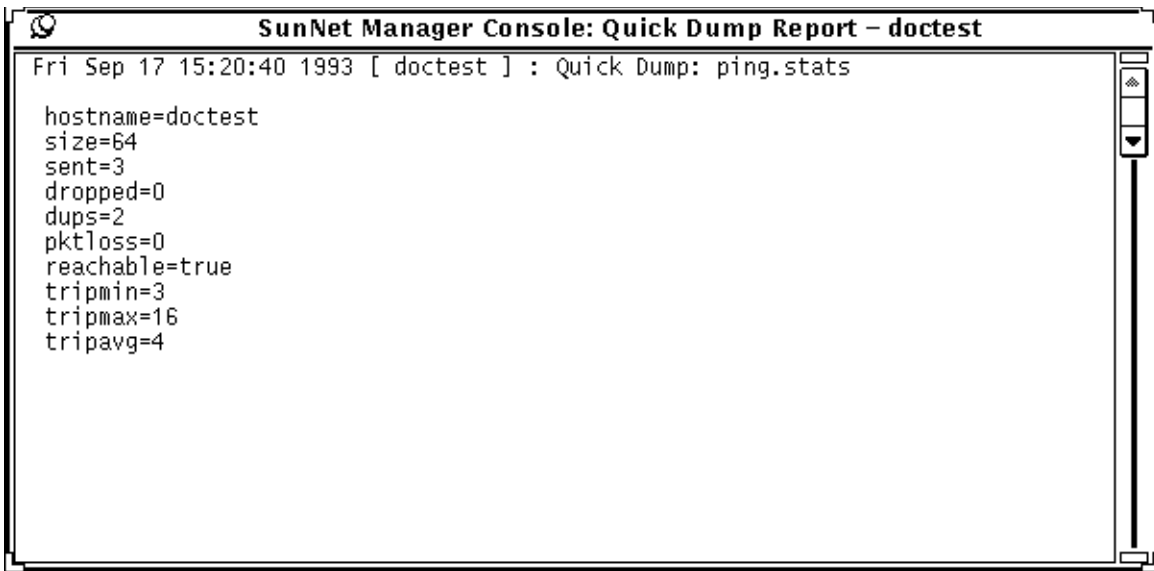 SunNet Manager Console: Quick Dump Report – doctest
Fri Sep 17 15:20:40 1993 [ doctest ] : Quick Dump: ping.stats
hostname=doctest
size=64
sent=3
dropped=0
dups=2
pktloss=0
reachable=true
tripmin=3
tripmax=16
tripavg=4